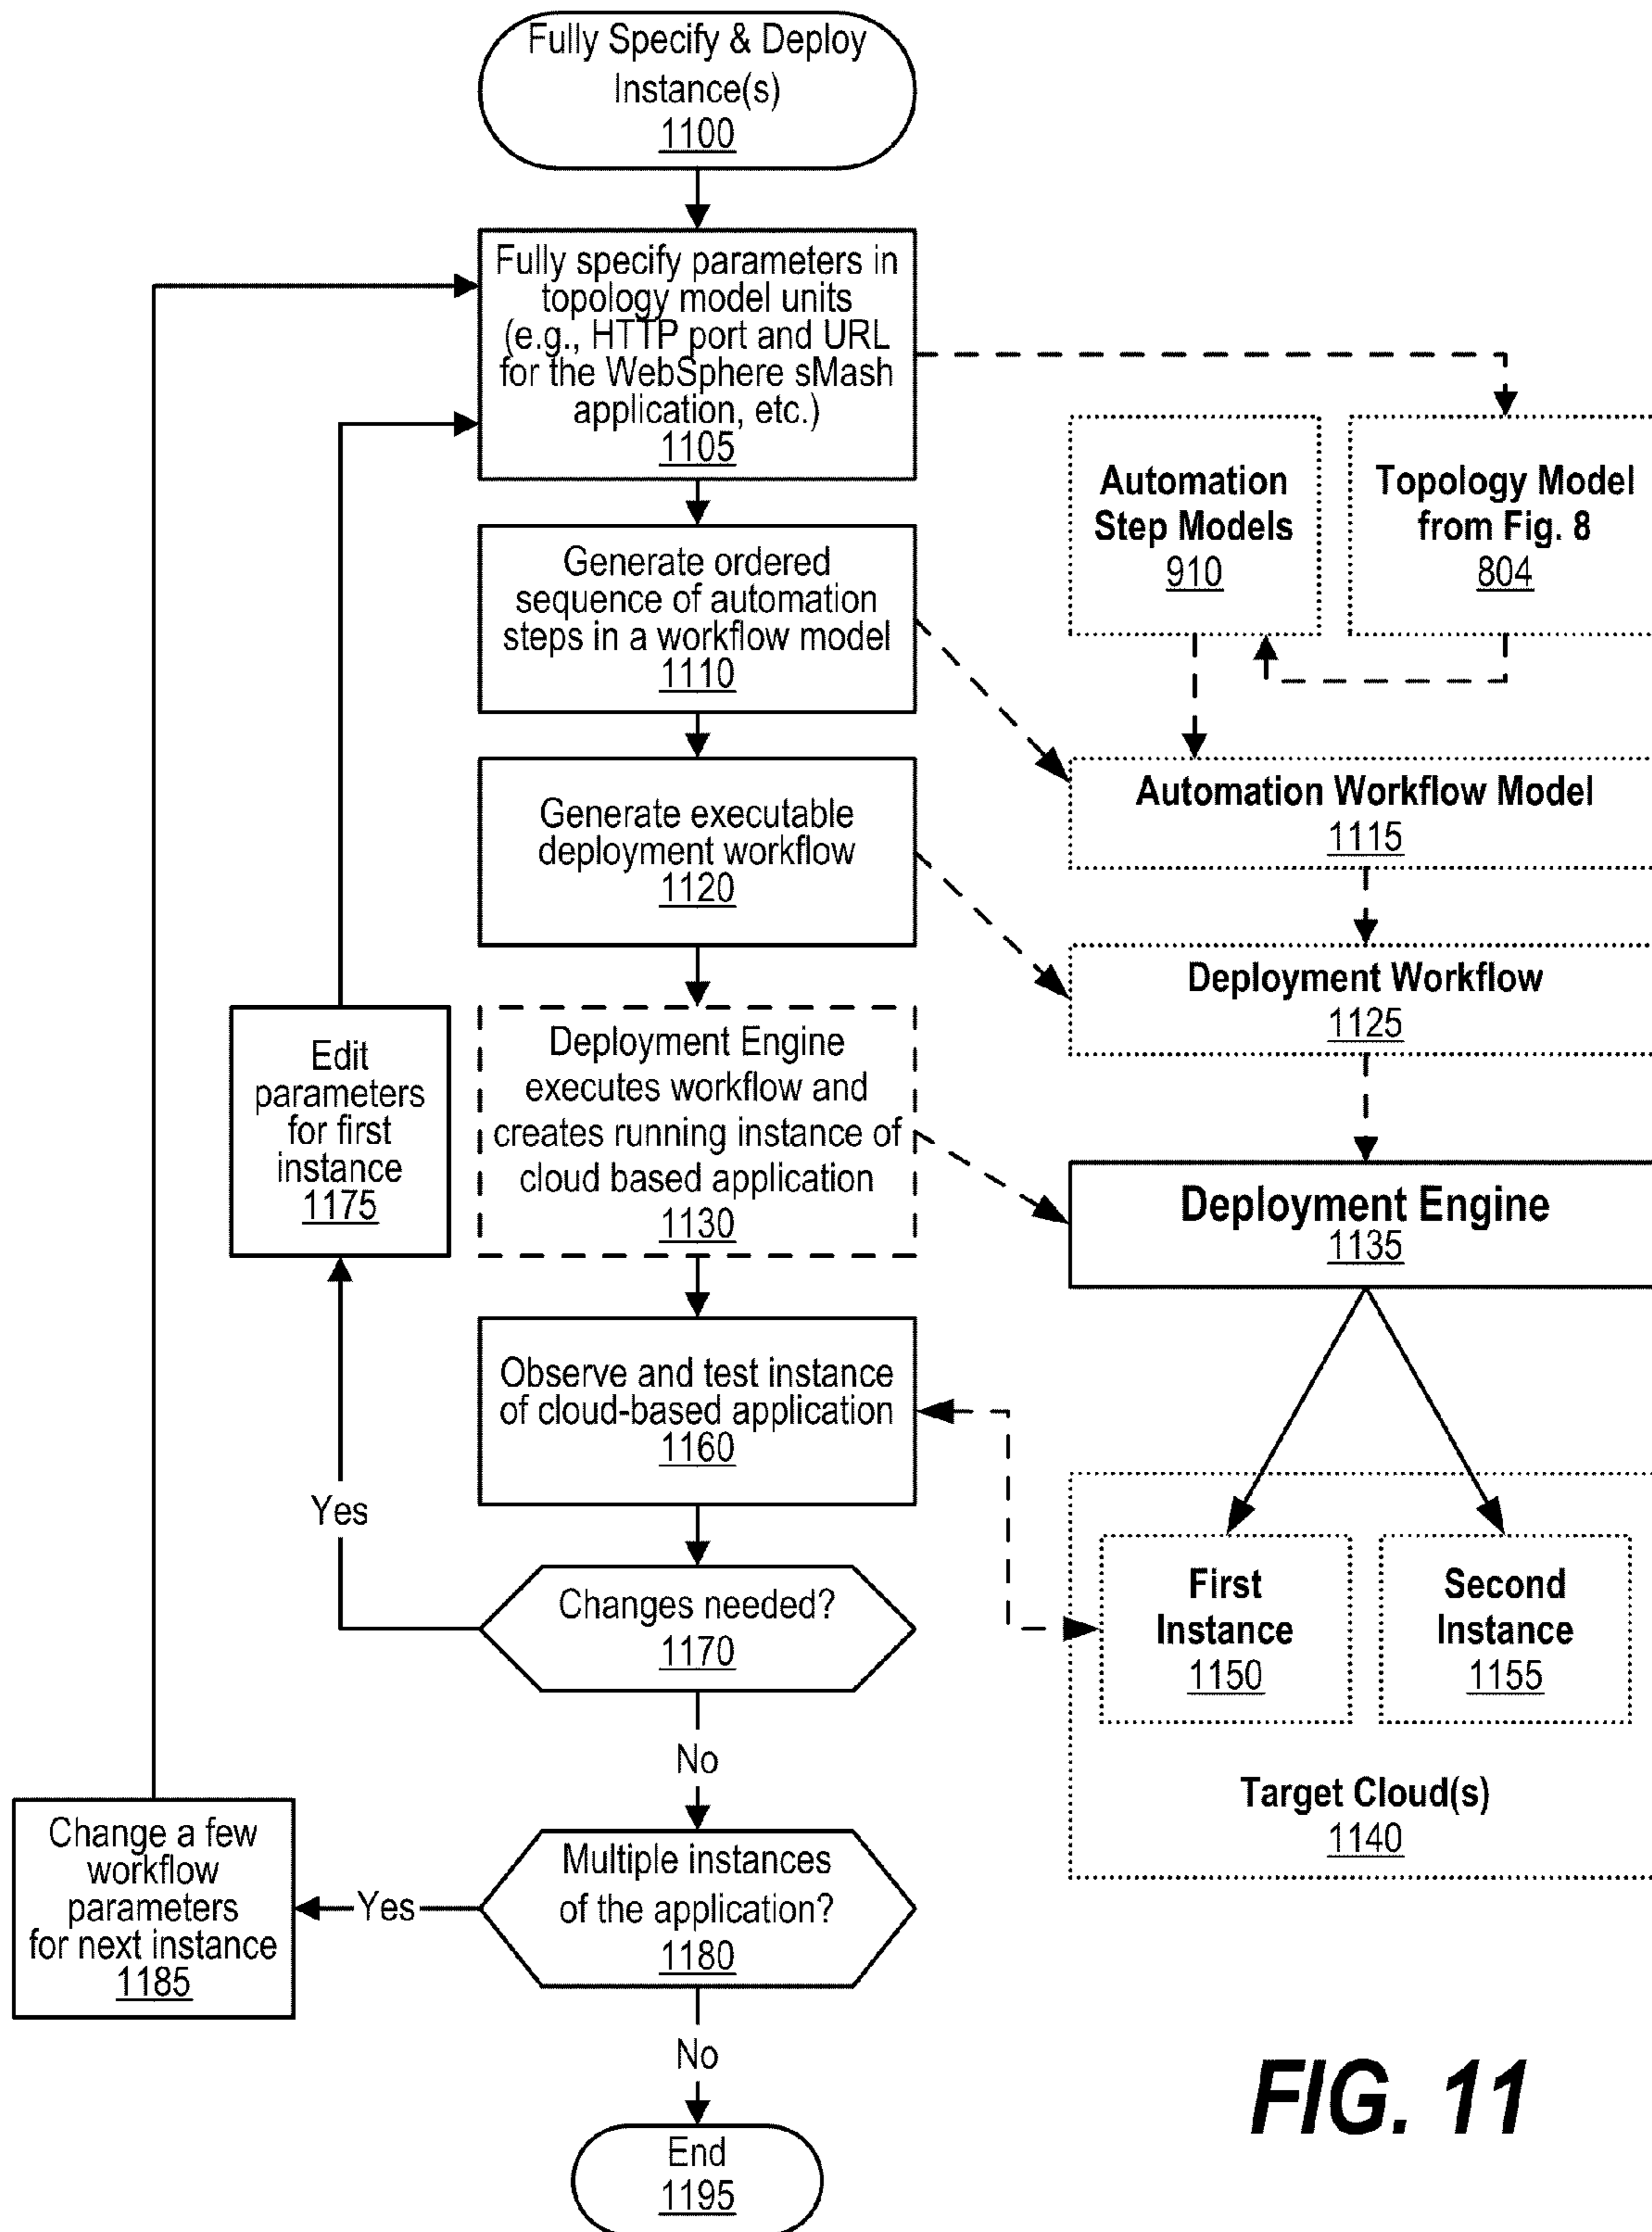 Fully Specify & Deploy
Instance(s)
1100
Fully specify parameters in
topology model units
(e.g., HTTP port and URL
for the WebSphere sMash
application, etc.)
1105
Automation
Step Models
910
Topology Model
from Fig. 8
804
Generate ordered
sequence of automation
steps in a workflow model
1110
Automation Workflow Model
1115
Generate executable
deployment workflow
1120
Deployment Workflow
1125
Edit
parameters
for first
instance
1175
Deployment Engine
executes workflow and
creates running instance of
cloud based application
1130
Deployment Engine
1135
Observe and test instance
of cloud-based application
1160
Yes
Changes needed?
1170
First
Instance
1150
Second
Instance
1155
Target Cloud(s)
1140
No
Change a few
workflow
parameters
for next instance
1185
Yes
Multiple instances
of the application?
1180
No
End
1195
FIG. 11